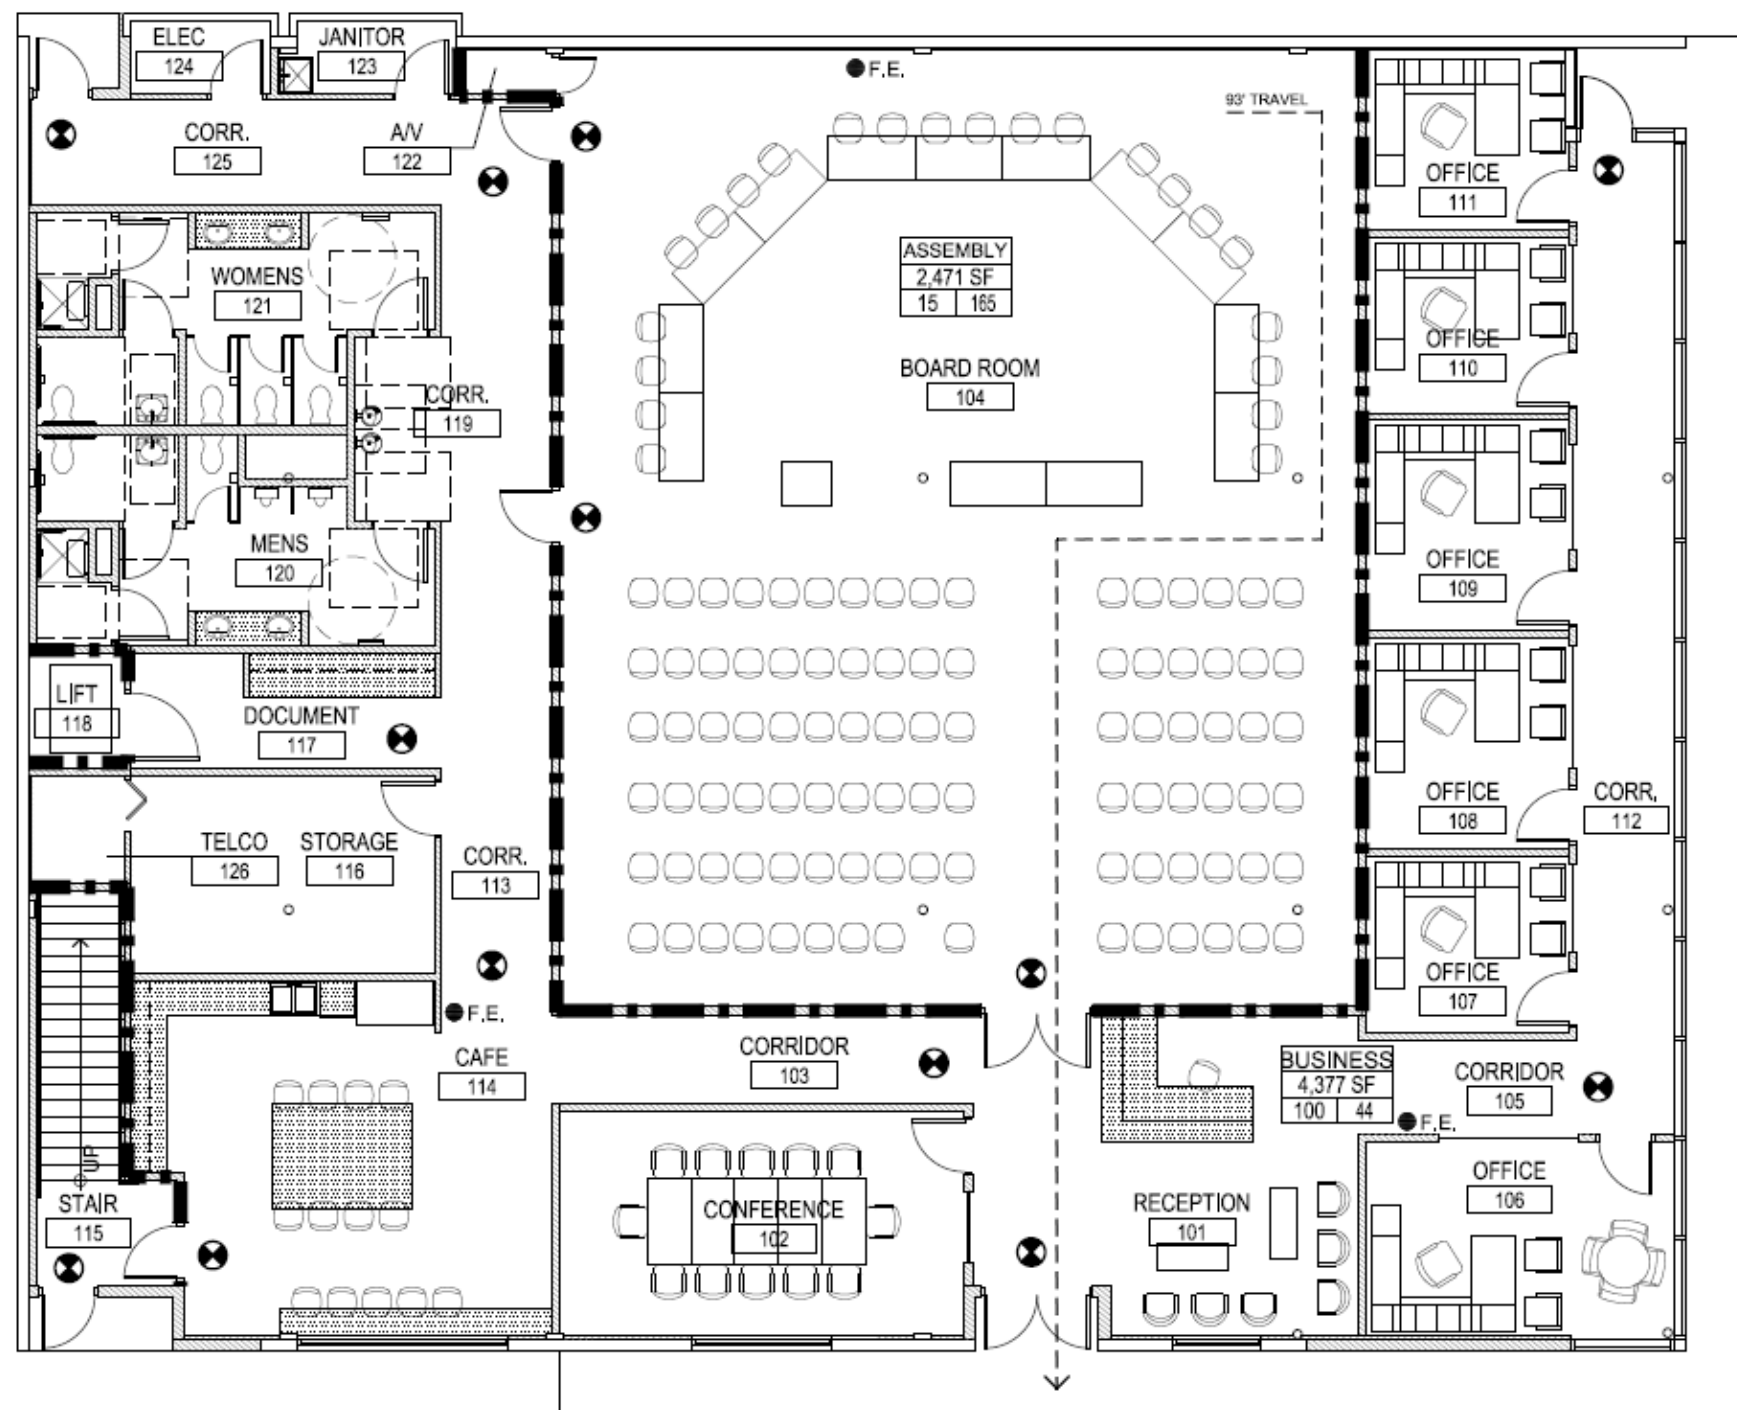 ELEC
124
JANITOR
123
F.E.
93' TRAVEL
CORR.
125
A/V
122
OFFICE
111
WOMENS
121
ASSEMBLY
2,471 SF
15 165
OFFICE
110
BOARD ROOM
104
CORR.
119
MENS
120
OFFICE
109
LIFT
118
DOCUMENT
117
OFFICE
108
CORR.
112
TELCO
126
STORAGE
116
CORR.
113
OFFICE
107
F.E.
CAFE
114
CORRIDOR
103
BUSINESS
4,377 SF
100 44
CORRIDOR
105
F.E.
UP
STAIR
115
CONFERENCE
102
RECEPTION
101
OFFICE
106